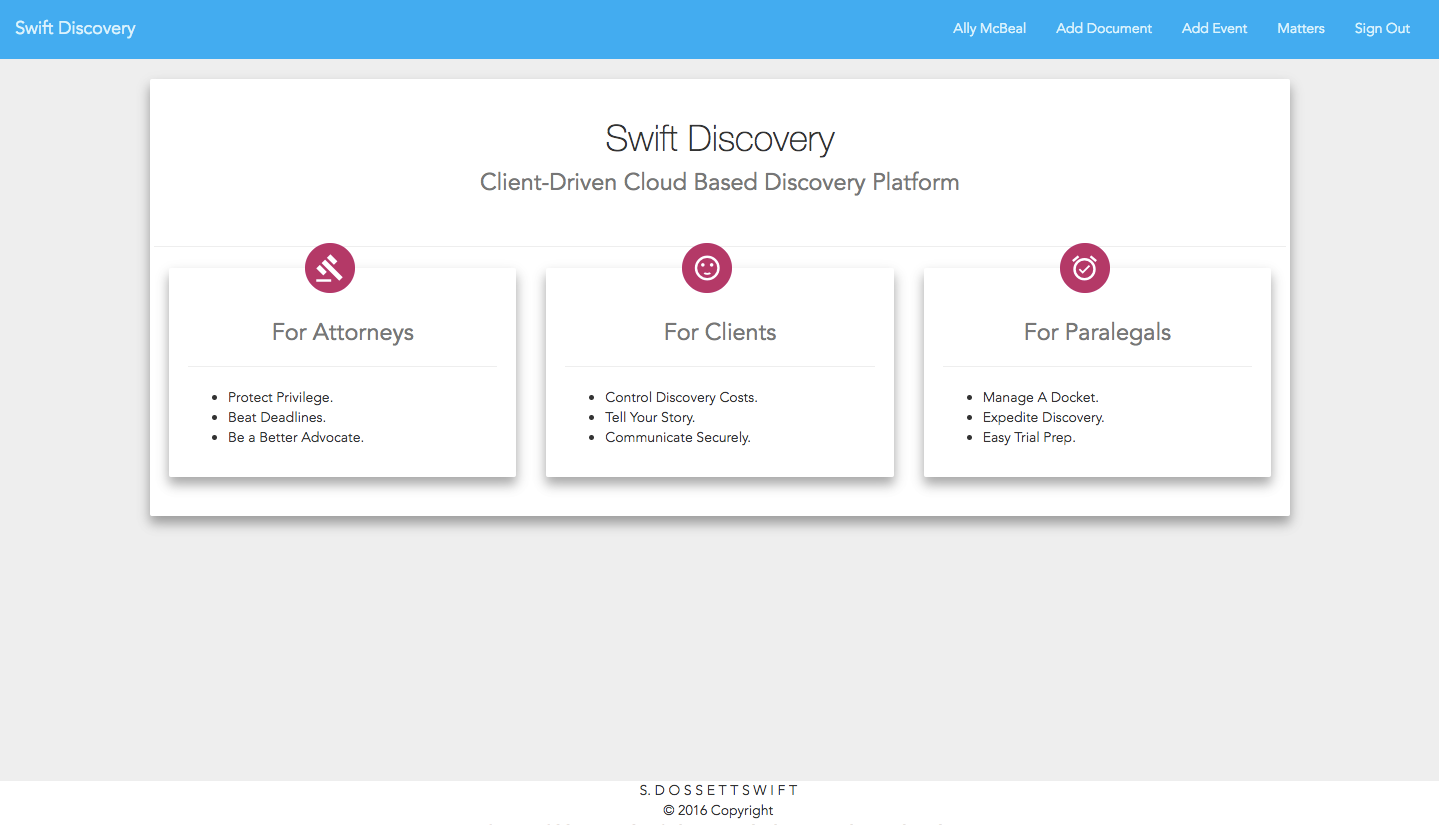 Swift Discovery
Ally McBeal Add Document Add Event Matters Sign Out
Swift Discovery
Client-Driven Cloud Based Discovery Platform
For Attorneys
Protect Privilege.
Beat Deadlines.
Be a Better Advocate.
For Clients
Control Discovery Costs.
Tell Your Story.
Communicate Securely.
For Paralegals
Manage A Docket.
Expedite Discovery.
Easy Trial Prep.
S. D O S S E T T S W I F T
© 2016 Copyright